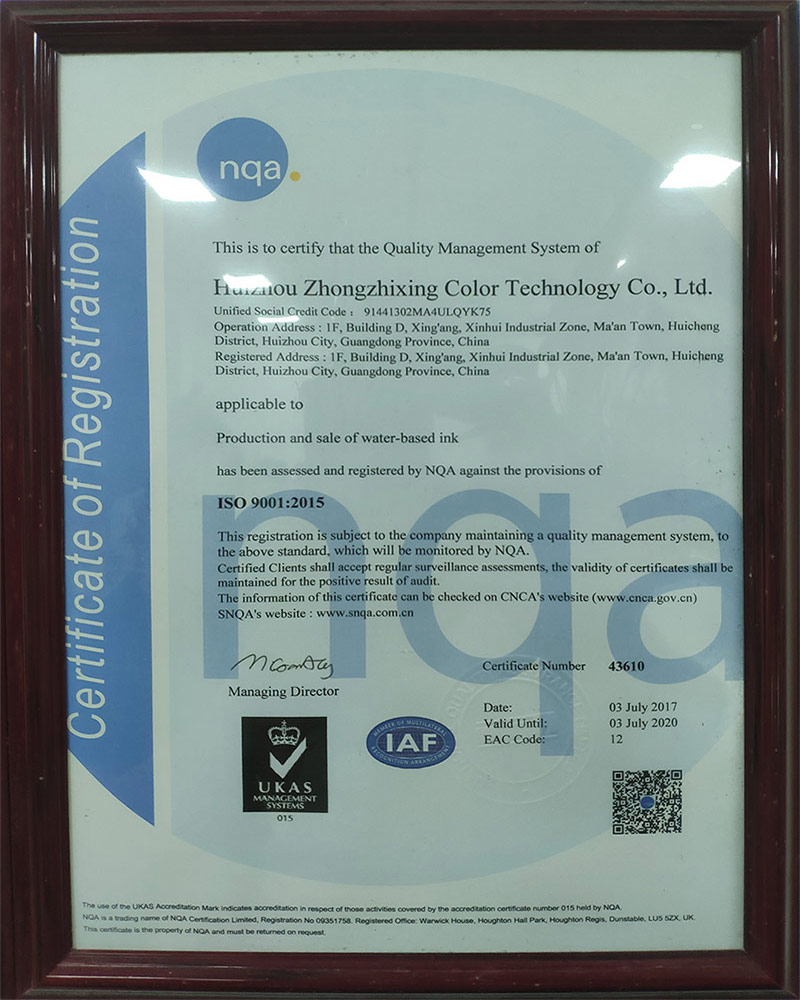 nqa.
Certificate of Registration
This is to certify that the Quality Management System of
Huizhou Zhongzhixing Color Technology Co., Ltd.
Unified Social Credit Code : 91441302MA4ULQYK75
Operation Address : 1F, Building D, Xing'ang, Xinhui Industrial Zone, Ma'an Town, Huicheng
District, Huizhou City, Guangdong Province, China
Registered Address : 1F, Building D, Xing'ang, Xinhui Industrial Zone, Ma'an Town, Huicheng
District, Huizhou City, Guangdong Province, China
applicable to
Production and sale of water-based ink
has been assessed and registered by NQA against the provisions of
ISO 9001:2015
nqa
This registration is subject to the company maintaining a quality management system, to
the above standard, which will be monitored by NQA.
Certified Clients shall accept regular surveillance assessments, the validity of certificates shall be
maintained for the positive result of audit.
The information of this certificate can be checked on CNCA's website (www.cnca.gov.cn)
SNQA's website : www.snqa.com.cn
Managing Director
Certificate Number 43610
Date: 03 July 2017
Valid Until: 03 July 2020
EAC Code: 12
UKAS
MANAGEMENT
SYSTEMS
015
MEMBER OF MULTILATERAL
IAF
RECOGNITION ARRANGEMENT
The use of the UKAS Accreditation Mark indicates accreditation in respect of those activities covered by the accreditation certificate number 015 held by NQA.
NQA is a trading name of NQA Certification Limited, Registration No 09351758. Registered Office: Warwick House, Houghton Hall Park, Houghton Regis, Dunstable, LU5 5ZX, UK.
This certificate is the property of NQA and must be returned on request.